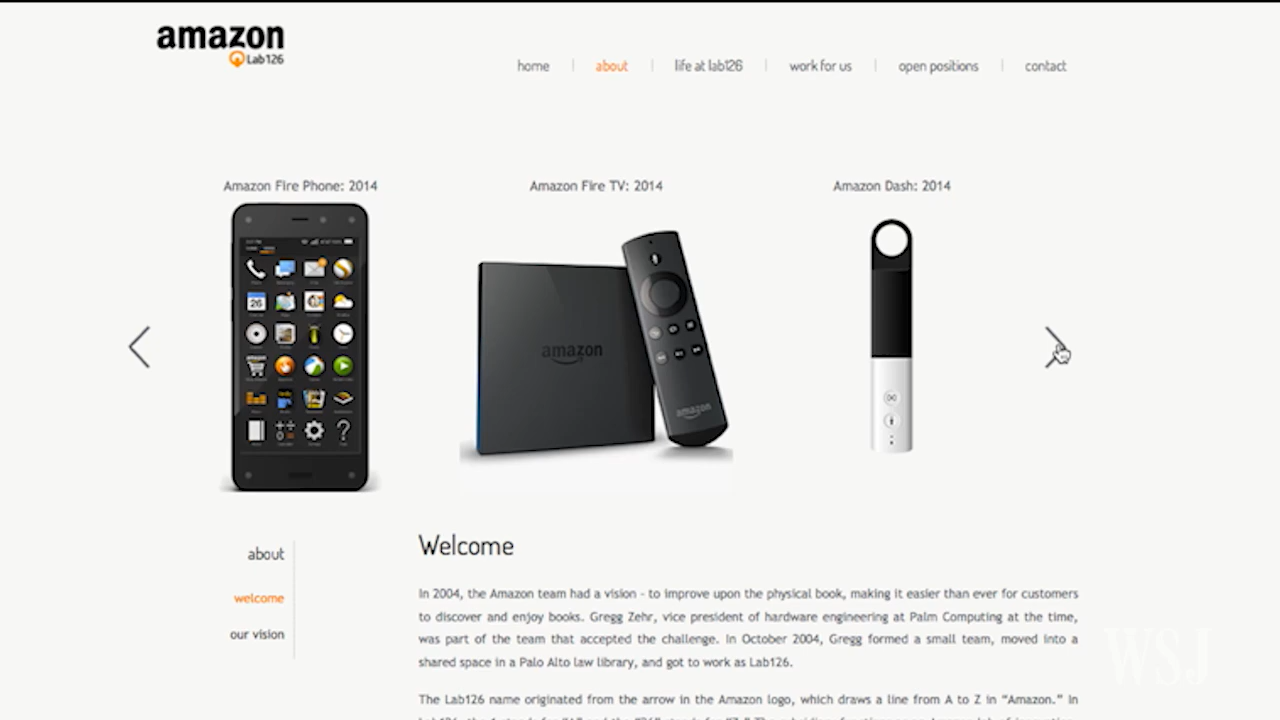 amazon
Lab126
home | about | life at lab126 | work for us | open positions | contact
Amazon Fire Phone: 2014
Amazon Fire TV: 2014
Amazon Dash: 2014
26
amazon
amazon
about
welcome
our vision
Welcome
In 2004, the Amazon team had a vision - to improve upon the physical book, making it easier than ever for customers
to discover and enjoy books. Gregg Zehr, vice president of hardware engineering at Palm Computing at the time,
was part of the team that accepted the challenge. In October 2004, Gregg formed a small team, moved into a
shared space in a Palo Alto law library, and got to work as Lab126.
The Lab126 name originated from the arrow in the Amazon logo, which draws a line from A to Z in “Amazon.” In
WSJ